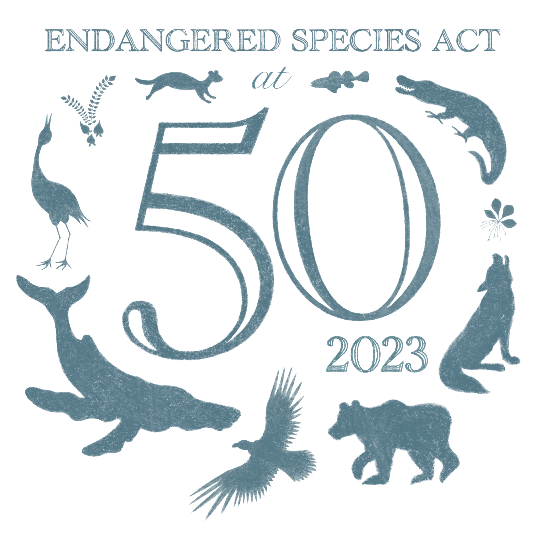 ENDANGERED SPECIES ACT
at
50
2023